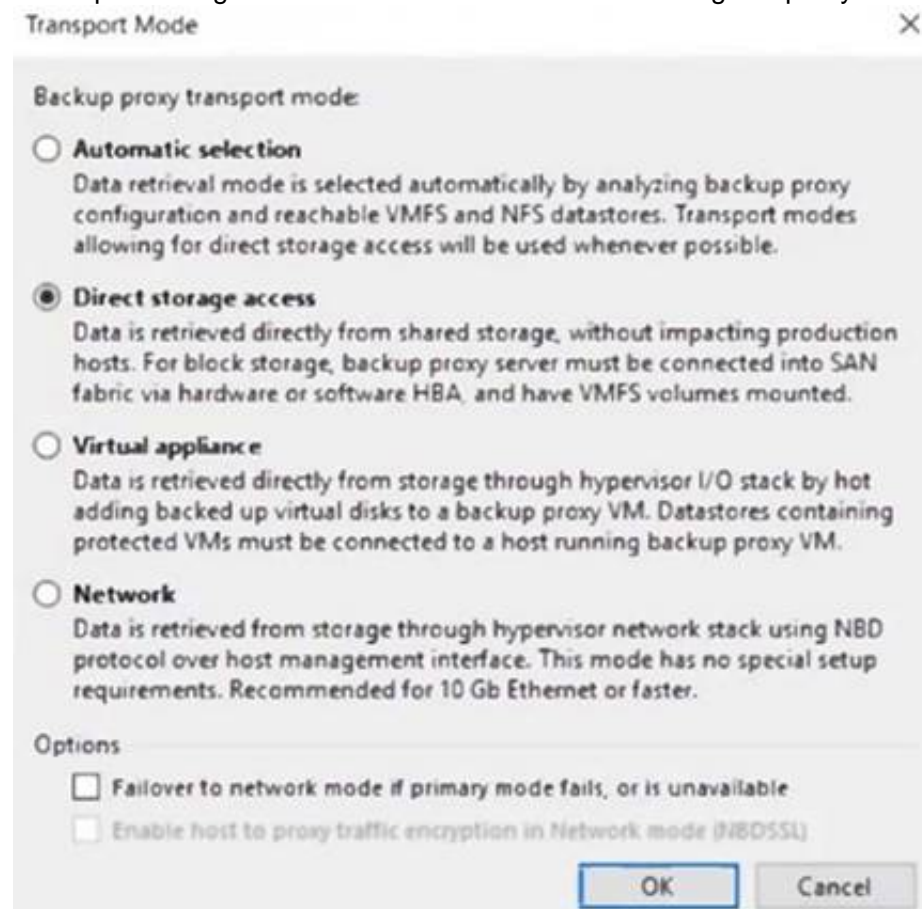 Transport Mode
Backup proxy transport mode:
Automatic selection
Data retrieval mode is selected automatically by analyzing backup proxy
configuration and reachable VMFS and NFS datastores. Transport modes
allowing for direct storage access will be used whenever possible.
Direct storage access
Data is retrieved directly from shared storage, without impacting production
hosts. For block storage, backup proxy server must be connected into SAN
fabric via hardware or software HBA, and have VMFS volumes mounted.
Virtual appliance
Data is retrieved directly from storage through hypervisor I/O stack by hot
adding backed up virtual disks to a backup proxy VM. Datastores containing
protected VMs must be connected to a host running backup proxy VM.
Network
Data is retrieved from storage through hypervisor network stack using NBD
protocol over host management interface. This mode has no special setup
requirements. Recommended for 10 Gb Ethernet or faster.
Options
Failover to network mode if primary mode fails, or is unavailable
Enable host to proxy traffic encryption in Network mode (NBDSSL)
OK Cancel